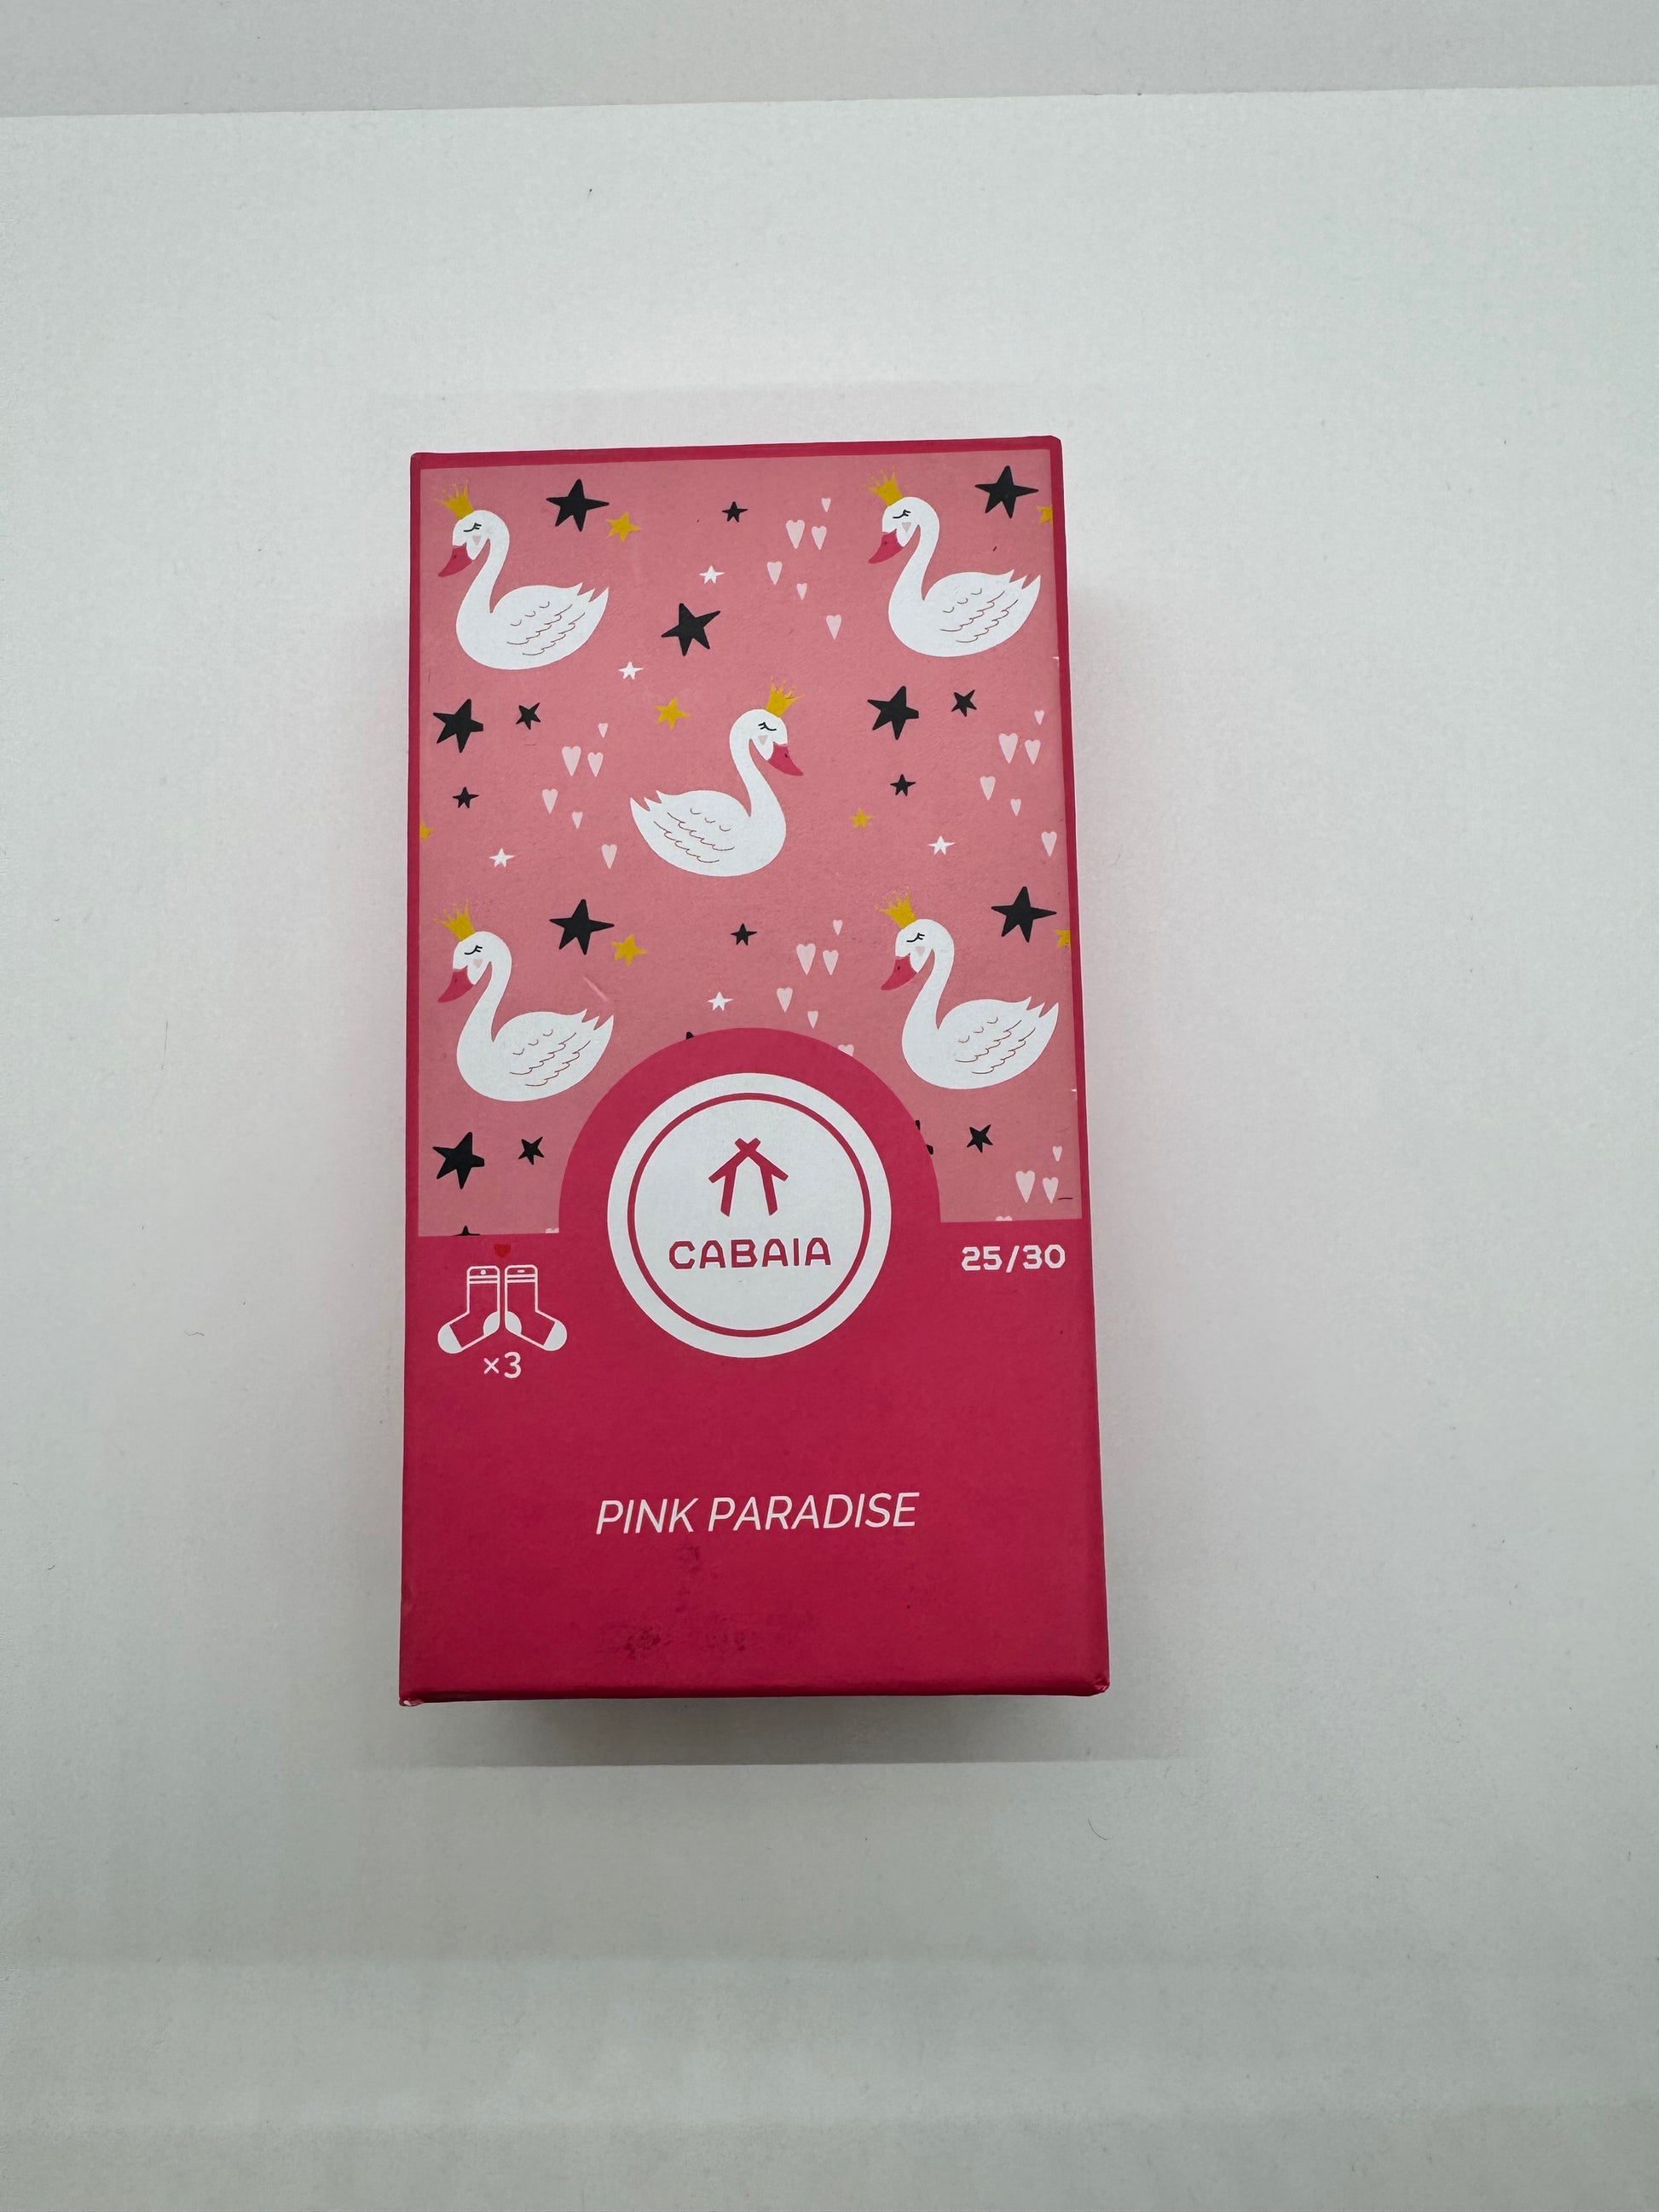 CABAIA
25/30
×3
PINK PARADISE